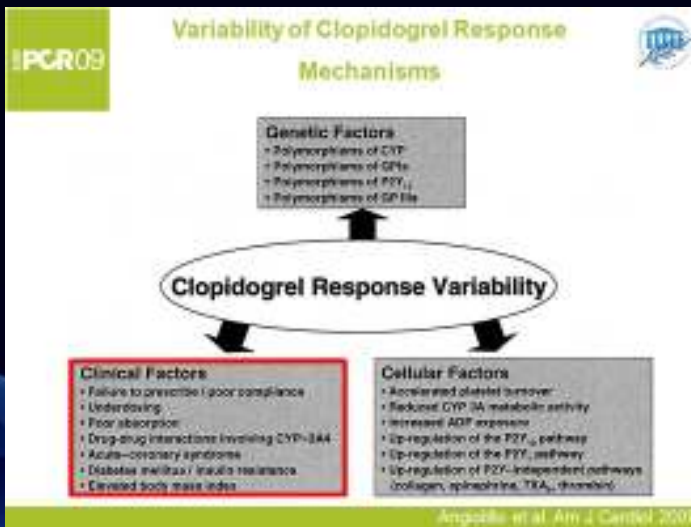 PCR09
Variability of Clopidogrel Response
Mechanisms
Genetic Factors
• Polymorphisms of CYP
• Polymorphisms of GPIa
• Polymorphisms of P2Y₁₂
• Polymorphisms of GP IIIa
Clopidogrel Response Variability
Clinical Factors
• Failure to prescribe / poor compliance
• Underdosing
• Poor absorption
• Drug-drug interactions involving CYP-3A4
• Acute-coronary syndrome
• Diabetes mellitus / insulin resistance
• Elevated body mass index
Cellular Factors
• Accelerated platelet turnover
• Reduced CYP 3A metabolic activity
• Increased ADP exposure
• Up-regulation of the P2Y₁₂ pathway
• Up-regulation of the P2Y₁ pathway
• Up-regulation of P2Y-independent pathways
(collagen, epinephrine, TXA₂, thrombin)
Angiolillo et al. Am J Cardiol